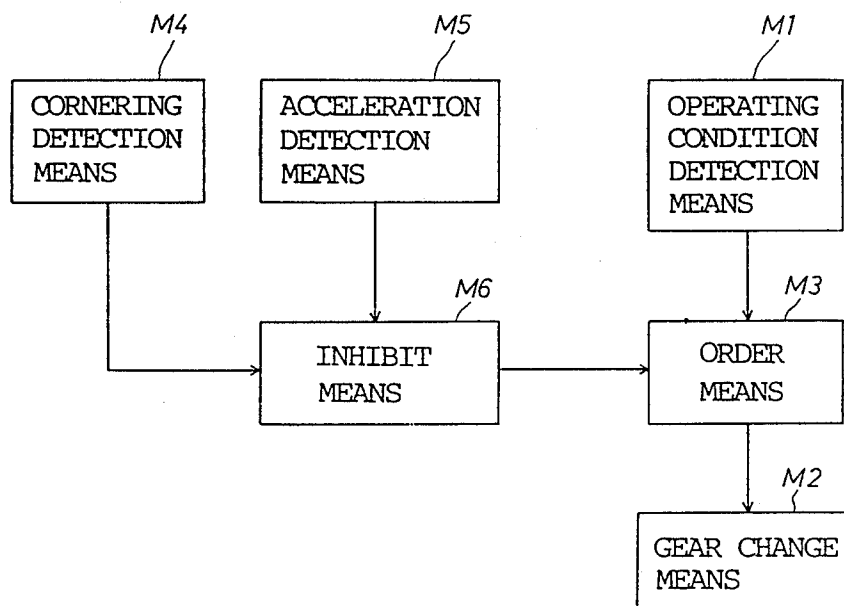 M4
CORNERING
DETECTION
MEANS
M5
ACCELERATION
DETECTION
MEANS
M1
OPERATING
CONDITION
DETECTION
MEANS
M6
INHIBIT
MEANS
M3
ORDER
MEANS
M2
GEAR CHANGE
MEANS